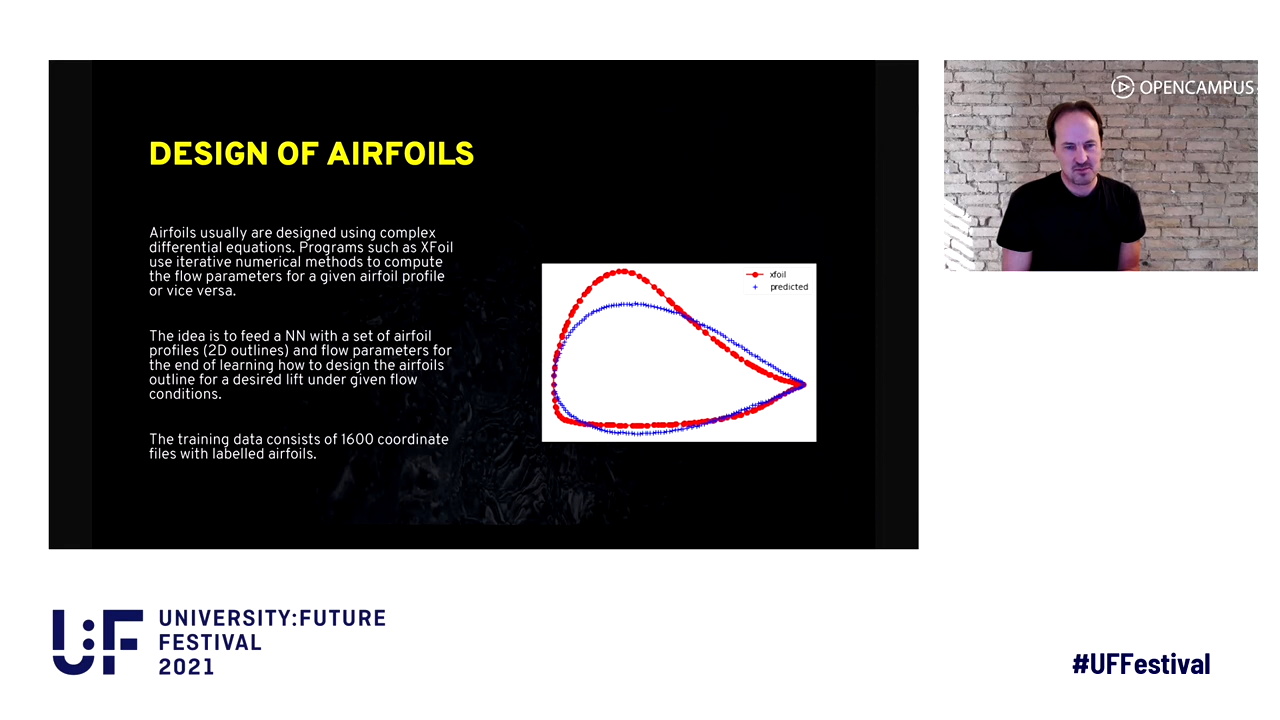 OPENCAMPUS
DESIGN OF AIRFOILS
Airfoils usually are designed using complex
differential equations. Programs such as XFoil
use iterative numerical methods to compute
the flow parameters for a given airfoil profile
or vice versa.
The idea is to feed a NN with a set of airfoil
profiles (2D outlines) and flow parameters for
the end of learning how to design the airfoils
outline for a desired lift under given flow
conditions.
The training data consists of 1600 coordinate
files with labelled airfoils.
xfoil
predicted
U:F
UNIVERSITY:FUTURE
FESTIVAL
2021
#UFFestival